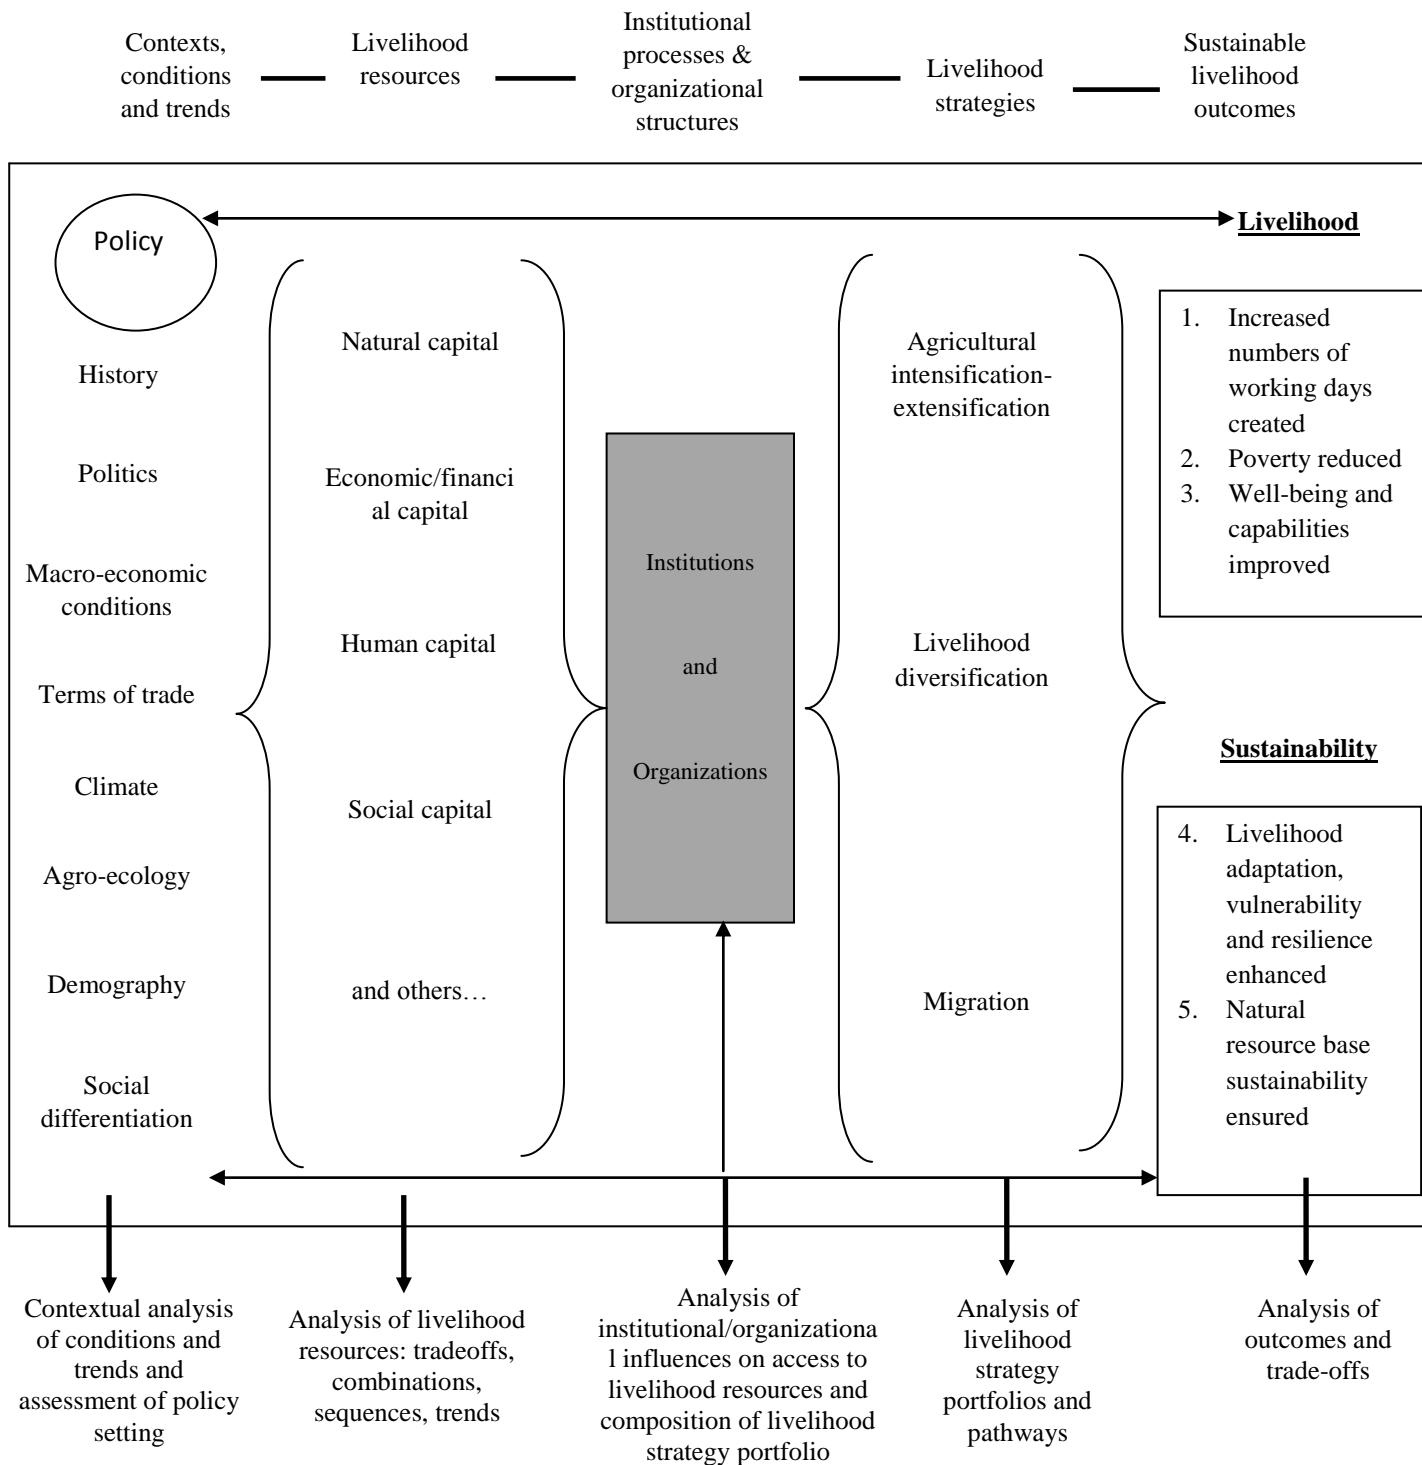 Contexts,
conditions
and trends
Livelihood
resources
Institutional
processes &
organizational
structures
Livelihood
strategies
Sustainable
livelihood
outcomes
Policy
History
Politics
Macro-economic
conditions
Terms of trade
Climate
Agro-ecology
Demography
Social
differentiation
Natural capital
Economic/financi
al capital
Human capital
Social capital
and others…
Institutions
and
Organizations
Agricultural
intensification-
extensification
Livelihood
diversification
Migration
Livelihood
1. Increased
numbers of
working days
created
2. Poverty reduced
3. Well-being and
capabilities
improved
Sustainability
4. Livelihood
adaptation,
vulnerability
and resilience
enhanced
5. Natural
resource base
sustainability
ensured
Contextual analysis
of conditions and
trends and
assessment of policy
setting
Analysis of livelihood
resources: tradeoffs,
combinations,
sequences, trends
Analysis of
institutional/organizationa
l influences on access to
livelihood resources and
composition of livelihood
strategy portfolio
Analysis of
livelihood
strategy
portfolios and
pathways
Analysis of
outcomes and
trade-offs